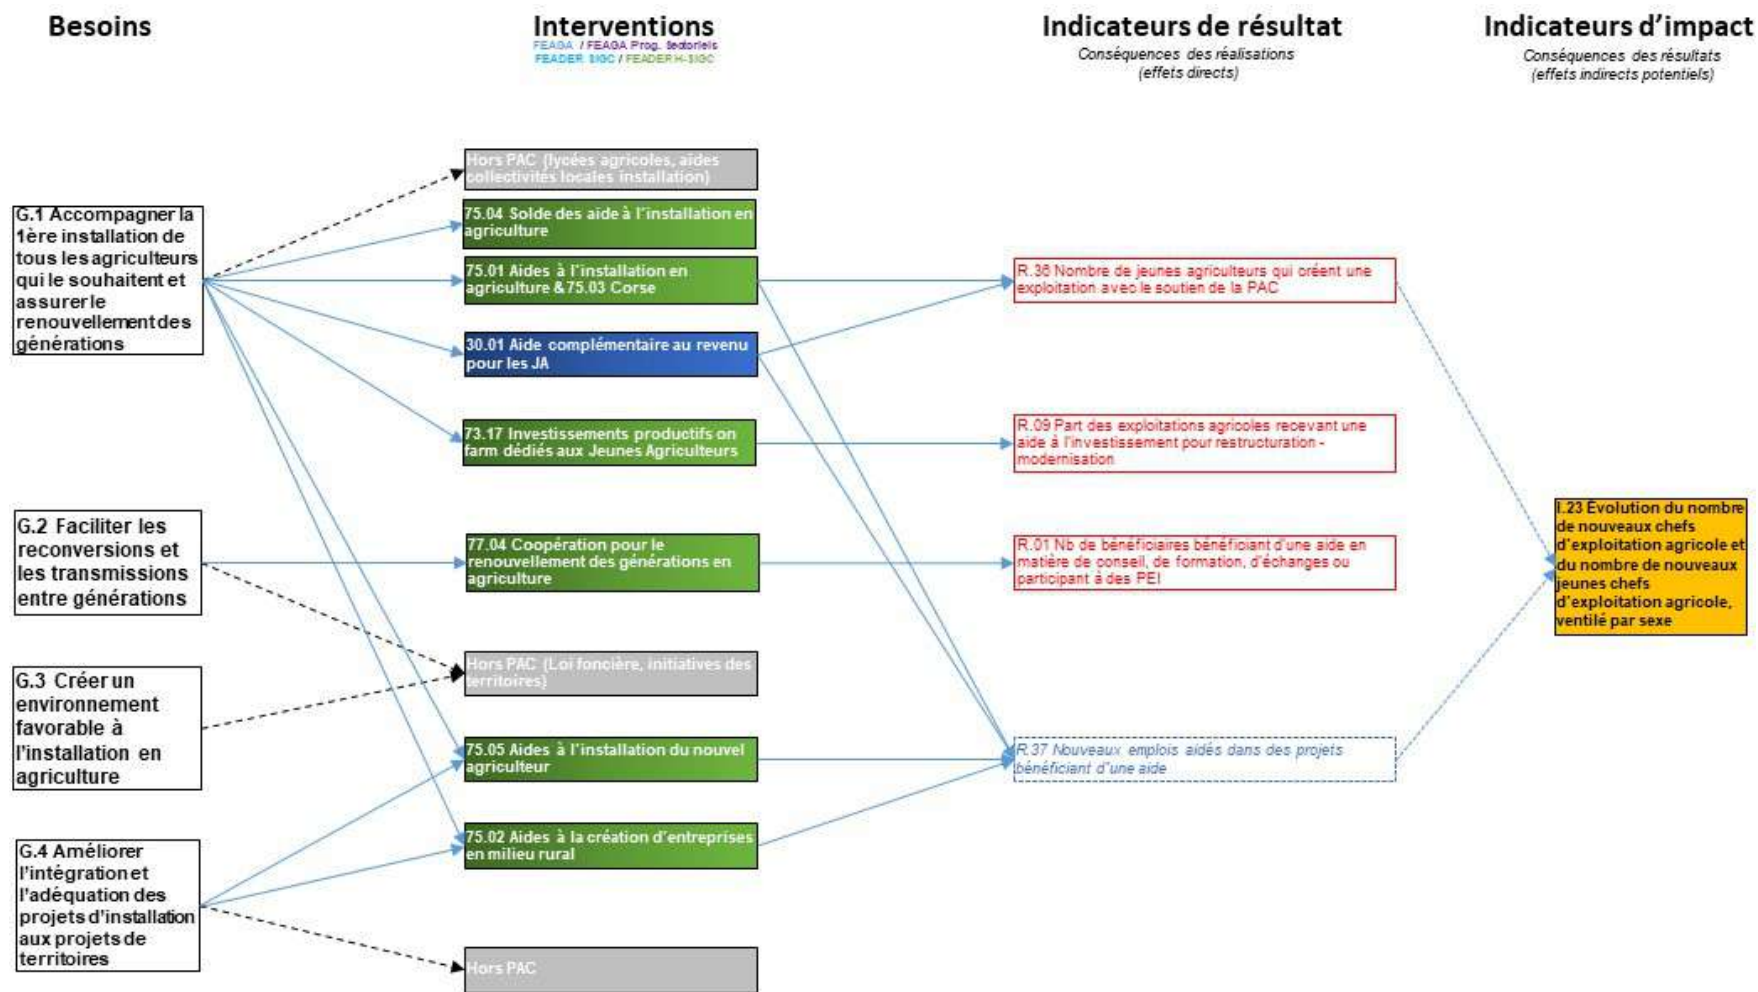 Besoins
Interventions
FEAGA / FEAGA Prog. Sectoriels
FEADER SIGC / FEADER H-SIGC
Indicateurs de résultat
Conséquences des réalisations
(effets directs)
Indicateurs d'impact
Conséquences des résultats
(effets indirects potentiels)
G.1 Accompagner la
1ère installation de
tous les agriculteurs
qui le souhaitent et
assurer le
renouvellement des
générations
G.2 Faciliter les
reconversions et
les transmissions
entre générations
G.3 Créer un
environnement
favorable à
l'installation en
agriculture
G.4 Améliorer
l'intégration et
l'adéquation des
projets d'installation
aux projets de
territoires
Hors PAC (lycées agricoles, aides
collectivités locales installation)
75.04 Solde des aide à l'installation en
agriculture
75.01 Aides à l'installation en
agriculture & 75.03 Corse
30.01 Aide complémentaire au revenu
pour les JA
73.17 Investissements productifs on
farm dédiés aux Jeunes Agriculteurs
77.04 Coopération pour le
renouvellement des générations en
agriculture
Hors PAC (Loi foncière, initiatives des
territoires)
75.05 Aides à l'installation du nouvel
agriculteur
75.02 Aides à la création d'entreprises
en milieu rural
Hors PAC
R.36 Nombre de jeunes agriculteurs qui créent une
exploitation avec le soutien de la PAC
R.09 Part des exploitations agricoles recevant une
aide à l'investissement pour restructuration -
modernisation
R.01 Nb de bénéficiaires bénéficiant d'une aide en
matière de conseil, de formation, d'échanges ou
participant à des PEI
R.37 Nouveaux emplois aidés dans des projets
bénéficiant d'une aide
I.23 Évolution du nombre
de nouveaux chefs
d'exploitation agricole et
du nombre de nouveaux
jeunes chefs
d'exploitation agricole,
ventilé par sexe